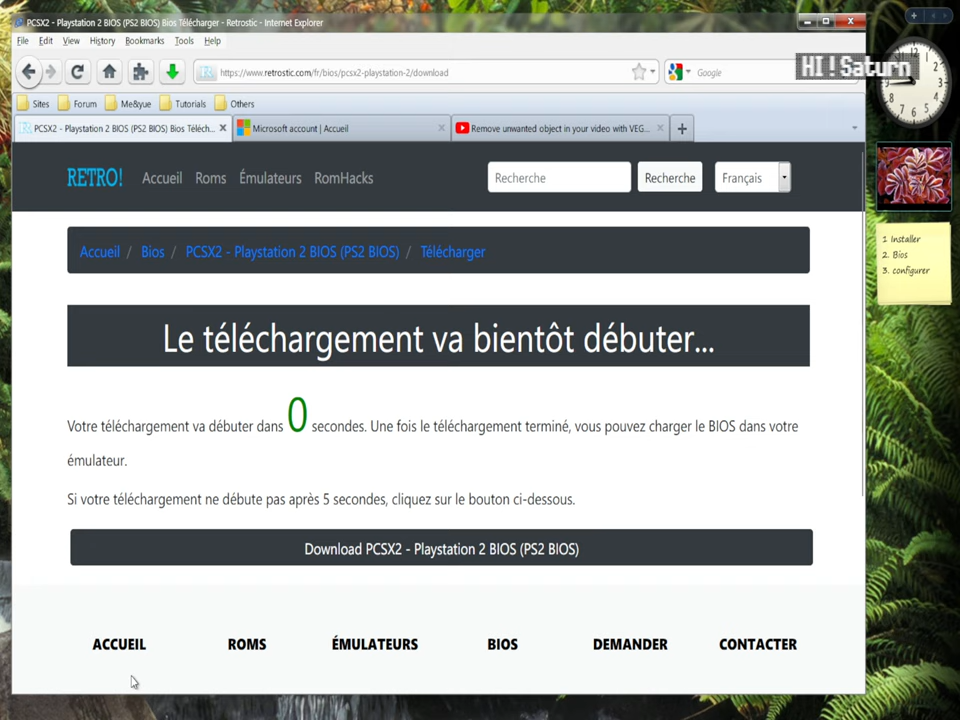 PCSX2 - Playstation 2 BIOS (PS2 BIOS) Bios Télécharger - Retrostic - Internet Explorer
File Edit View History Bookmarks Tools Help
https://www.retrostic.com/fr/bios/pcsx2-playstation-2/download
Google
HI ! Saturn
Sites Forum Me&yue Tutorials Others
PCSX2 - Playstation 2 BIOS (PS2 BIOS) Bios Téléch...
Microsoft account | Accueil
Remove unwanted object in your video with VEG...
RETRO! Accueil Roms Émulateurs RomHacks
Recherche Recherche Français
Accueil / Bios / PCSX2 - Playstation 2 BIOS (PS2 BIOS) / Télécharger
1 Installer
2. Bios
3. configurer
Le téléchargement va bientôt débuter...
Votre téléchargement va débuter dans 0 secondes. Une fois le téléchargement terminé, vous pouvez charger le BIOS dans votre
émulateur.
Si votre téléchargement ne débute pas après 5 secondes, cliquez sur le bouton ci-dessous.
Download PCSX2 - Playstation 2 BIOS (PS2 BIOS)
ACCUEIL ROMS ÉMULATEURS BIOS DEMANDER CONTACTER